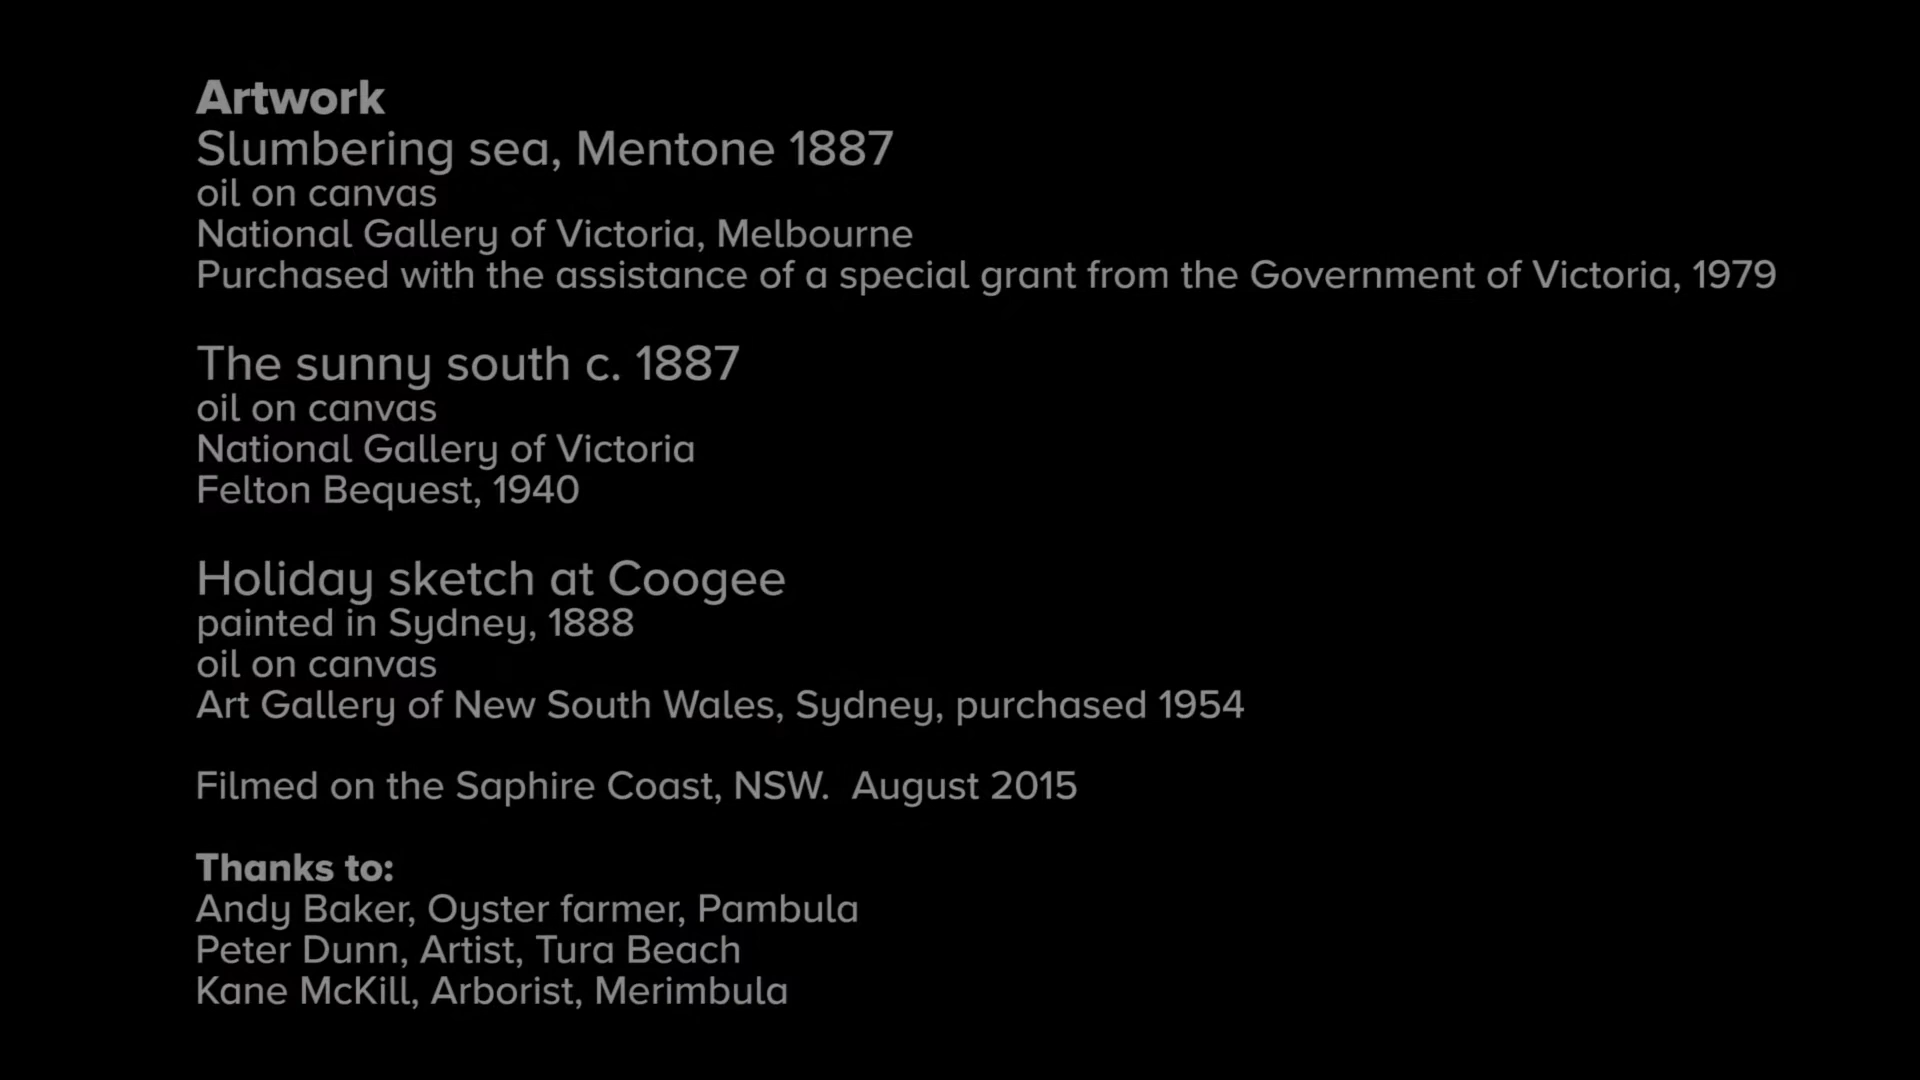 Artwork
Slumbering sea, Mentone 1887
oil on canvas
National Gallery of Victoria, Melbourne
Purchased with the assistance of a special grant from the Government of Victoria, 1979
The sunny south c. 1887
oil on canvas
National Gallery of Victoria
Felton Bequest, 1940
Holiday sketch at Coogee
painted in Sydney, 1888
oil on canvas
Art Gallery of New South Wales, Sydney, purchased 1954
Filmed on the Saphire Coast, NSW.  August 2015
Thanks to:
Andy Baker, Oyster farmer, Pambula
Peter Dunn, Artist, Tura Beach
Kane McKill, Arborist, Merimbula